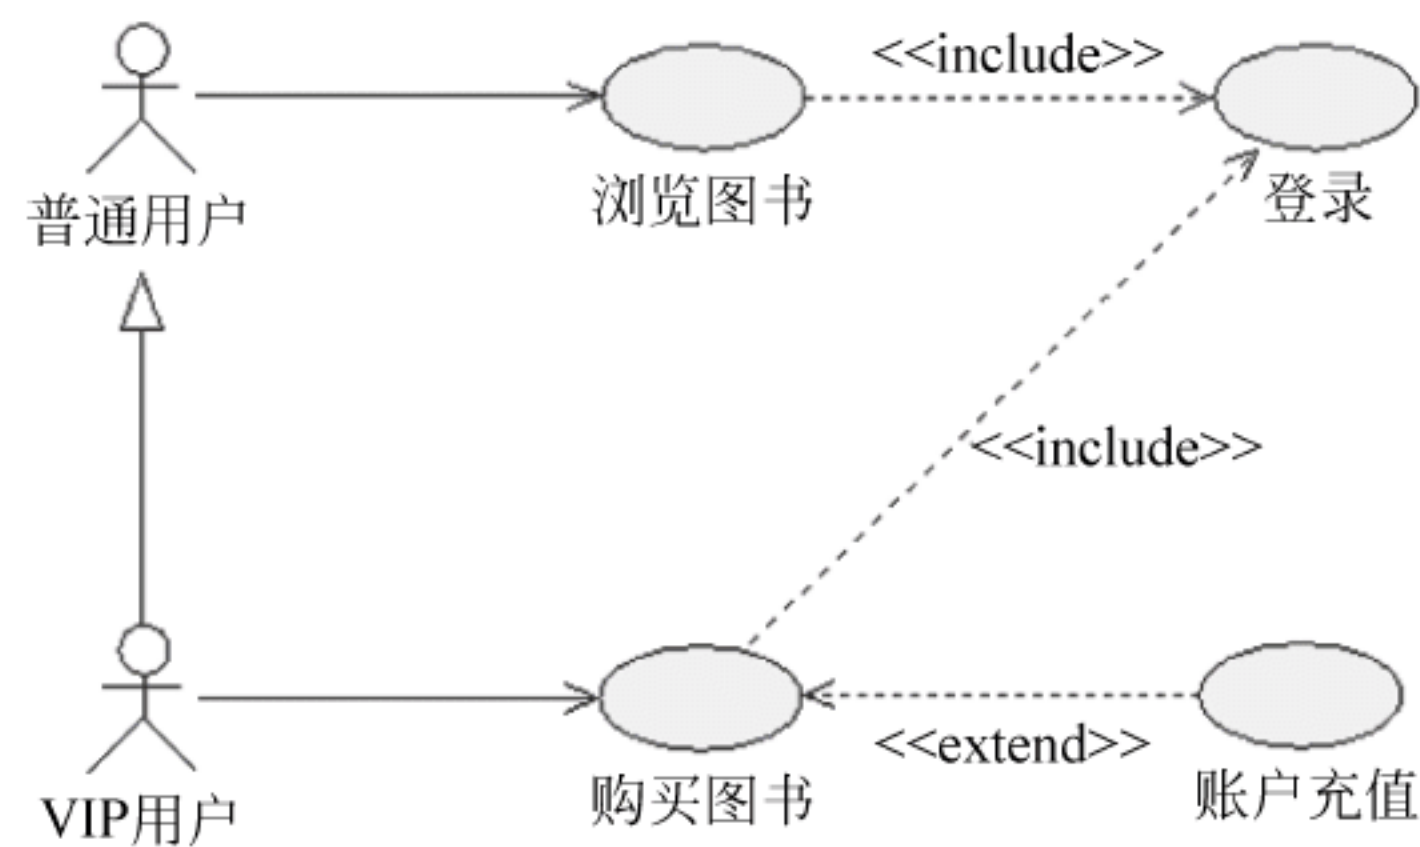 <<include>>
普通用户
浏览图书
登录
<<include>>
<<extend>>
VIP用户
购买图书
账户充值